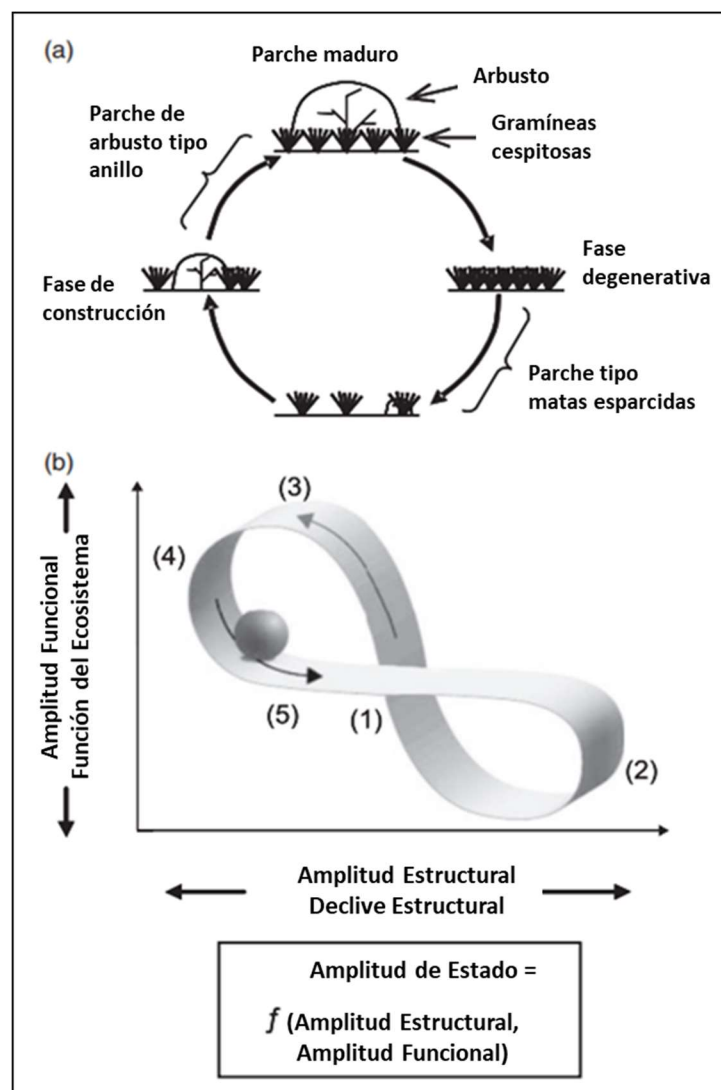 (a)
Parche maduro
Arbusto
Gramíneas
cespitosas
Parche de
arbusto tipo
anillo
Fase de
construcción
Fase
degenerativa
Parche tipo
matas esparcidas
(b)
Amplitud Funcional
Función del Ecosistema
(3)
(4)
(5)
(1)
(2)
Amplitud Estructural
Declive Estructural
Amplitud de Estado =
f (Amplitud Estructural,
Amplitud Funcional)